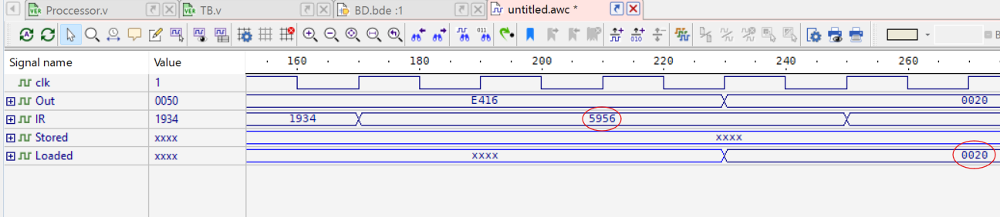 Proccessor.v TB.v BD.bde :1 untitled.awc *
Signal name Value 160 180 200 220 240 260
clk 1
Out 0050 E416 0020
IR 1934 1934 5956
Stored xxxx xxxx
Loaded xxxx xxxx 0020